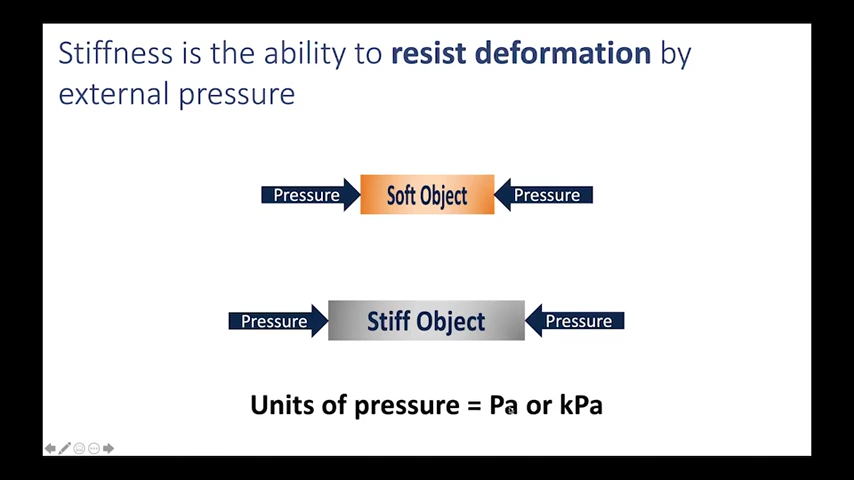 Stiffness is the ability to resist deformation by
external pressure
Pressure Soft Object Pressure
Pressure Stiff Object Pressure
Units of pressure = Pa or kPa